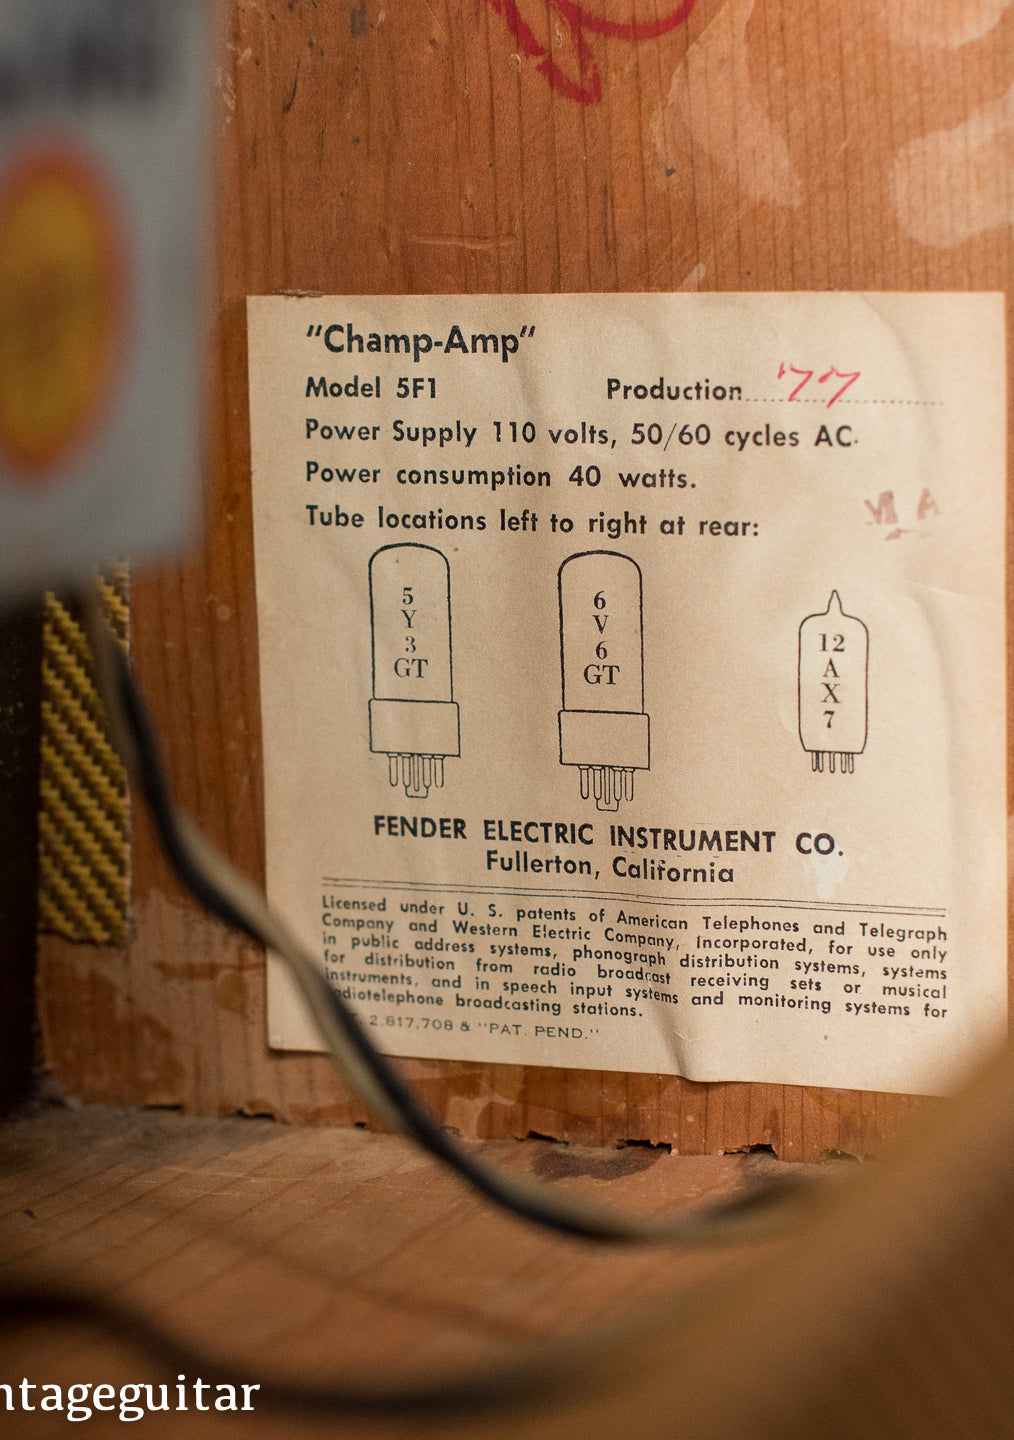 "Champ-Amp"
Model 5F1 Production 77
Power Supply 110 volts, 50/60 cycles AC.
Power consumption 40 watts.
Tube locations left to right at rear:
5
Y
3
GT
6
V
6
GT
12
A
X
7
FENDER ELECTRIC INSTRUMENT CO.
Fullerton, California
Licensed under U. S. patents of American Telephones and Telegraph
Company and Western Electric Company, Incorporated, for use only
in public address systems, phonograph distribution systems, systems
for distribution from radio broadcast receiving sets or musical
instruments, and in speech input systems and monitoring systems for
radiotelephone broadcasting stations.
2,817,708 & "PAT. PEND."
ntageguitar